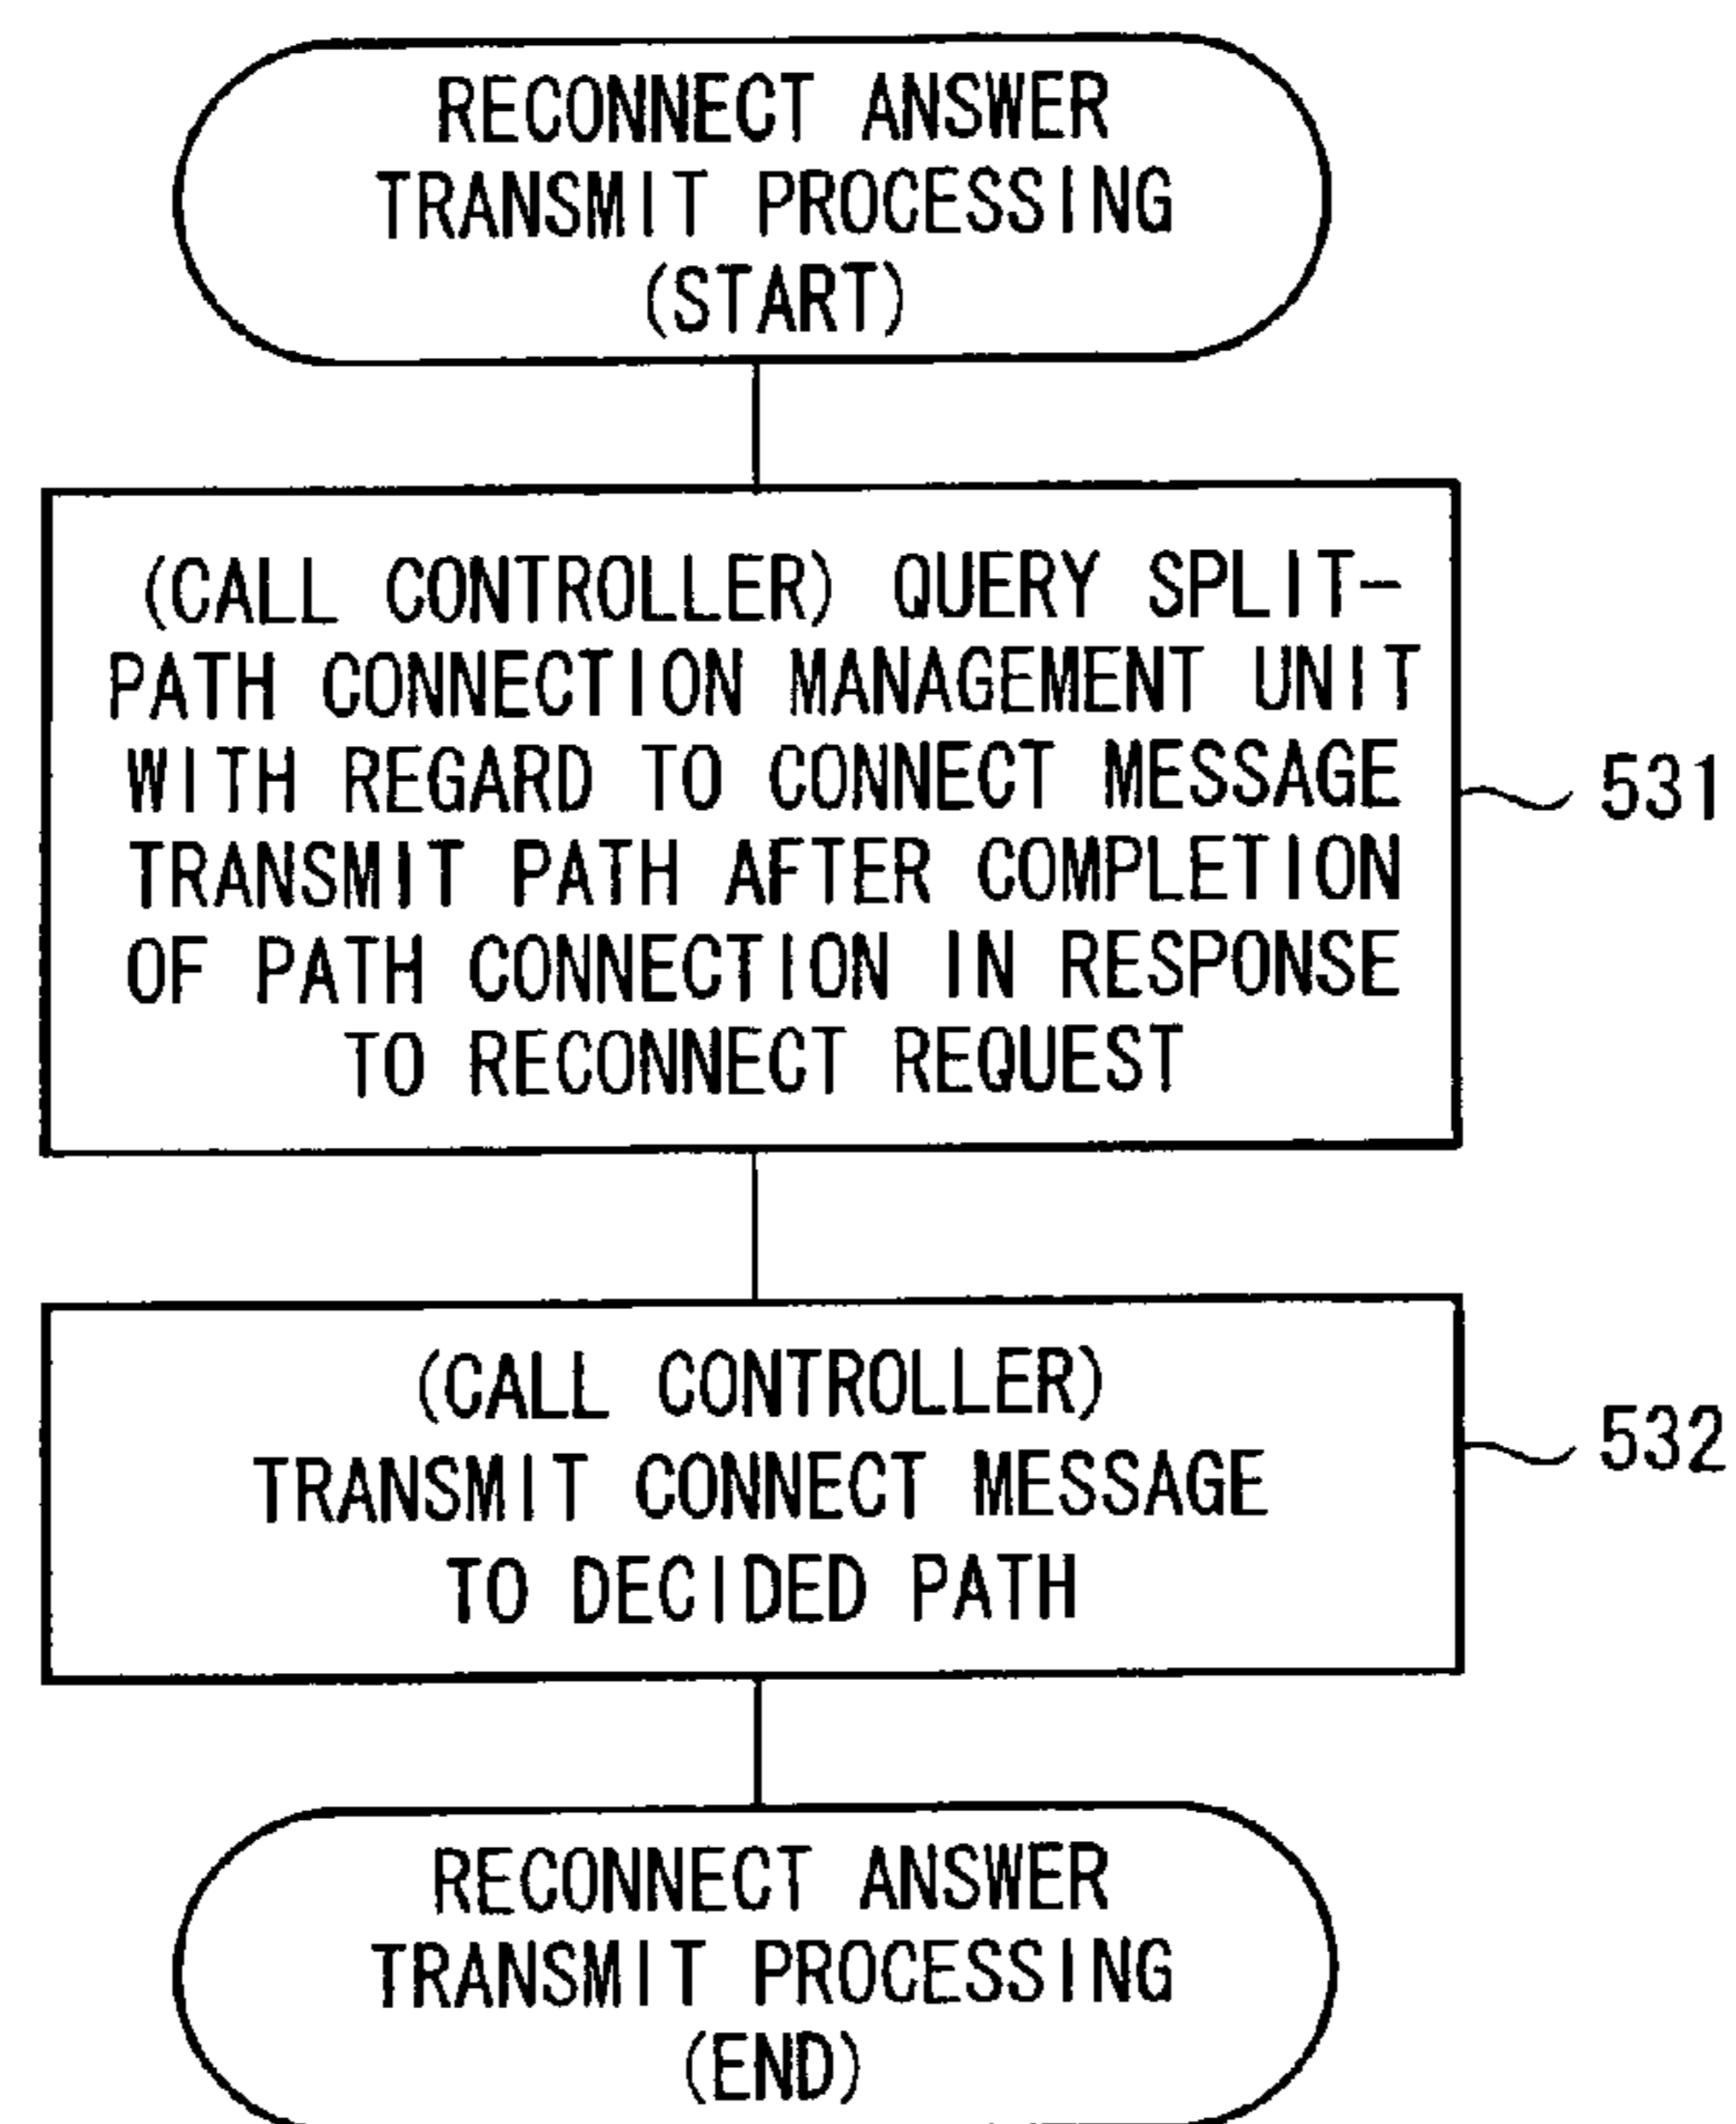 RECONNECT ANSWER
TRANSMIT PROCESSING
(START)
(CALL CONTROLLER) QUERY SPLIT-
PATH CONNECTION MANAGEMENT UNIT
WITH REGARD TO CONNECT MESSAGE
TRANSMIT PATH AFTER COMPLETION
OF PATH CONNECTION IN RESPONSE
TO RECONNECT REQUEST
531
(CALL CONTROLLER)
TRANSMIT CONNECT MESSAGE
TO DECIDED PATH
532
RECONNECT ANSWER
TRANSMIT PROCESSING
(END)